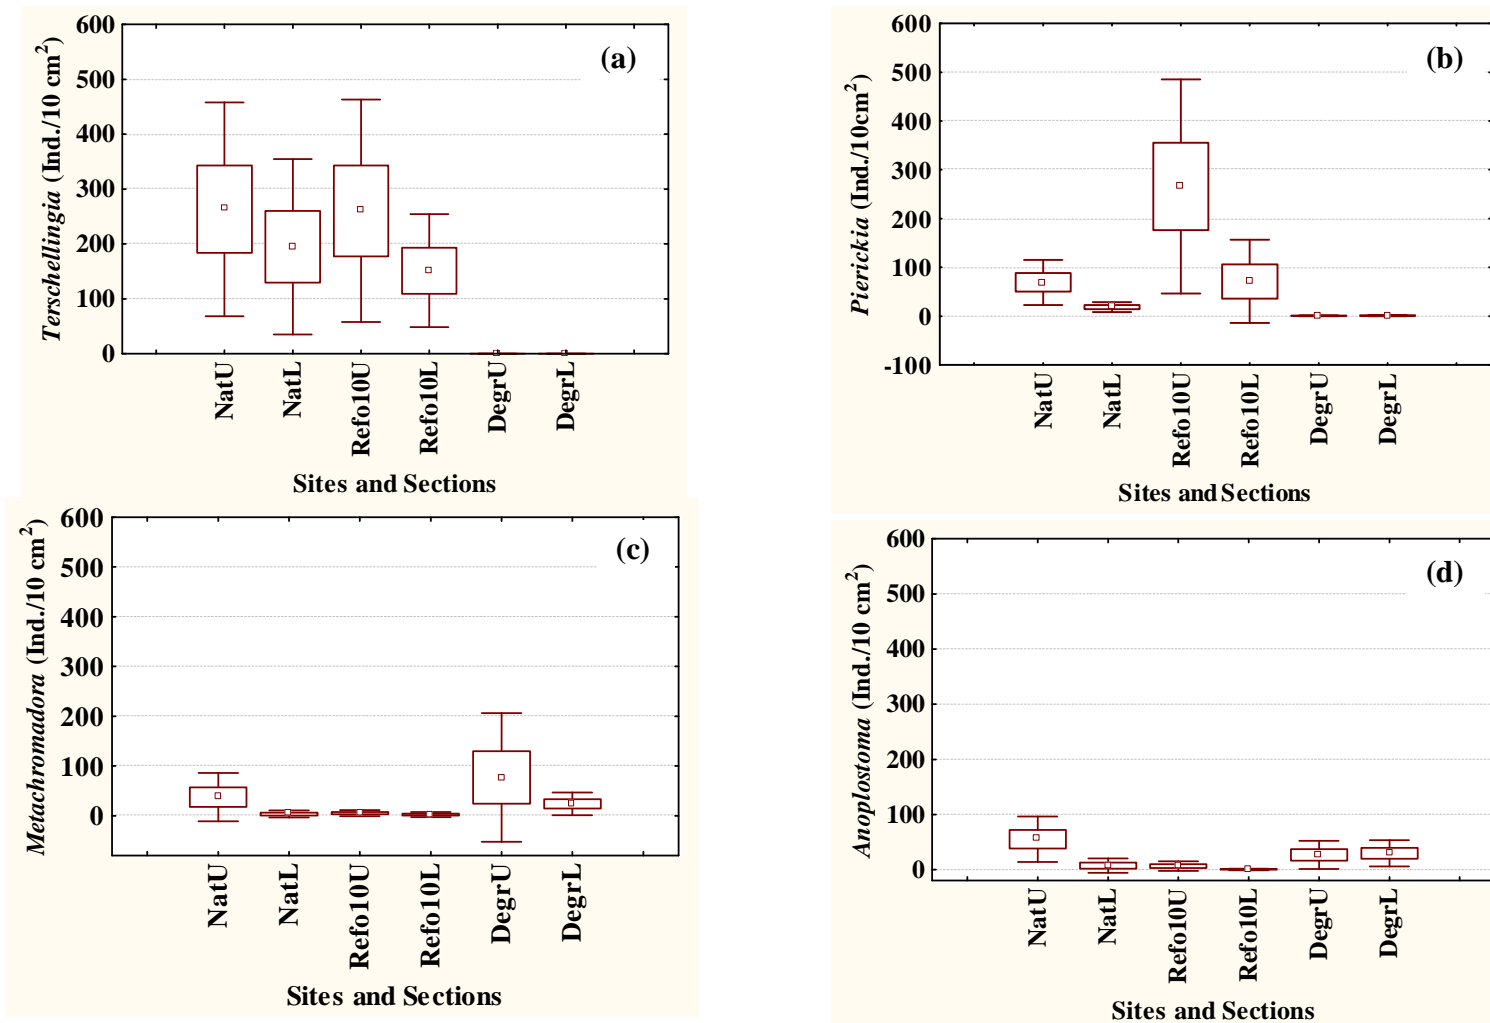 (a)
Terschellingia (Ind./10 cm²)
600
500
400
300
200
100
0
NatU
NatL
Refo10U
Refo10L
DegrU
DegrL
Sites and Sections
(b)
Pierickia (Ind./10cm²)
600
500
400
300
200
100
0
-100
NatU
NatL
Refo10U
Refo10L
DegrU
DegrL
Sites and Sections
(c)
Metachromadora (Ind./10 cm²)
600
500
400
300
200
100
0
NatU
NatL
Refo10U
Refo10L
DegrU
DegrL
Sites and Sections
(d)
Anoplostoma (Ind./10 cm²)
600
500
400
300
200
100
0
NatU
NatL
Refo10U
Refo10L
DegrU
DegrL
Sites and Sections